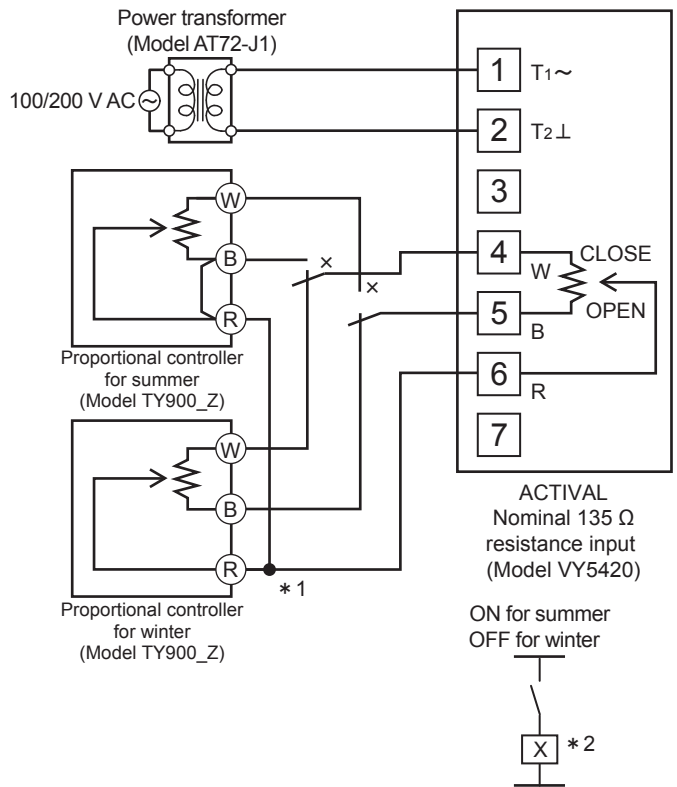 Power transformer
(Model AT72-J1)
100/200 V AC
1 T1～
2 T2⊥
3
4 W
CLOSE
5 B
OPEN
6 R
7
W
B
R
×
×
Proportional controller
for summer
(Model TY900_Z)
W
B
R
＊1
Proportional controller
for winter
(Model TY900_Z)
ACTIVAL
Nominal 135 Ω
resistance input
(Model VY5420)
ON for summer
OFF for winter
X ＊2